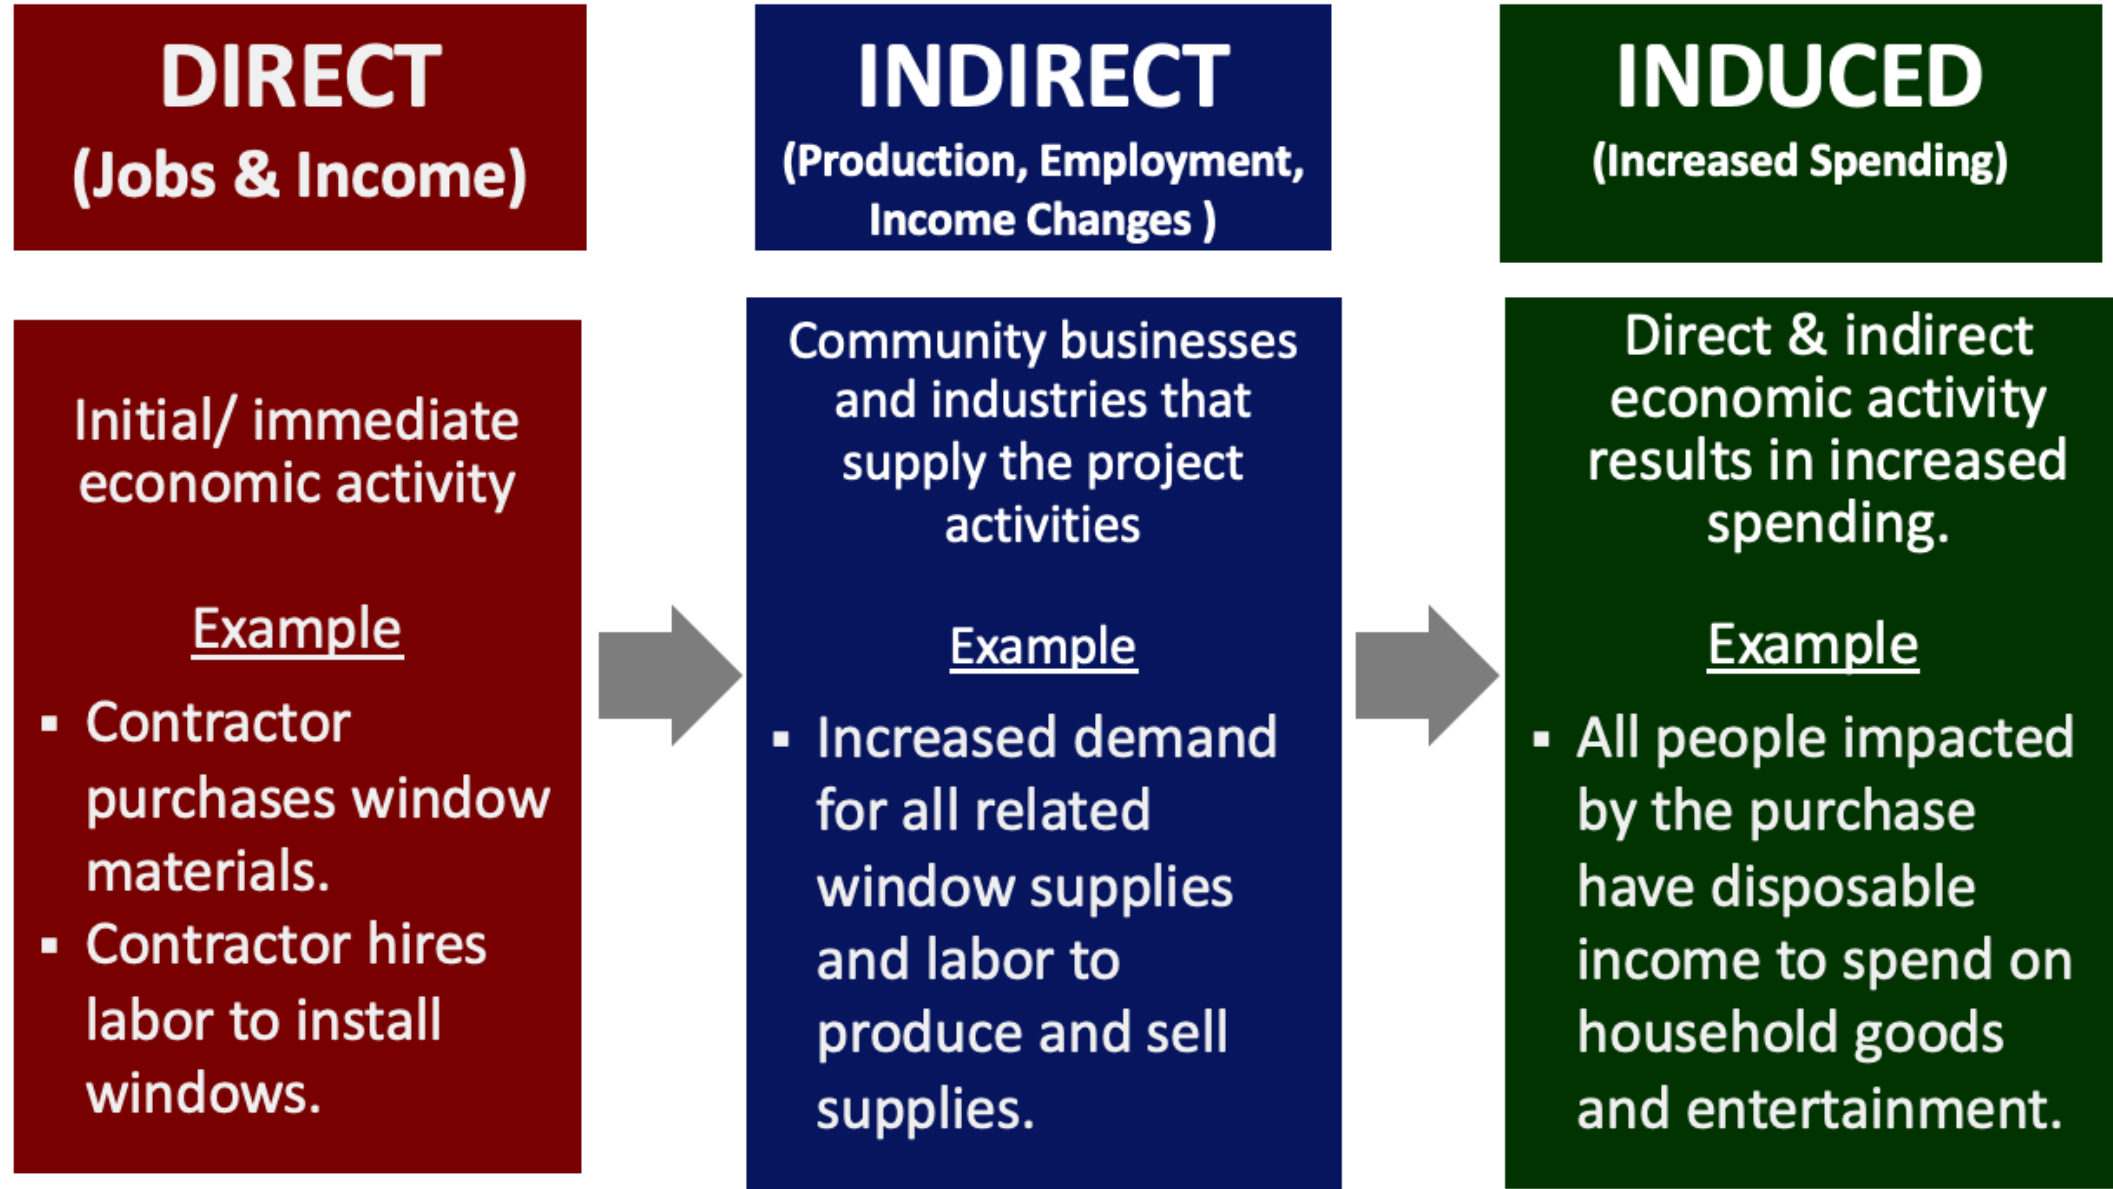 DIRECT
(Jobs & Income)
Initial/ immediate
economic activity
Example
▪ Contractor
purchases window
materials.
▪ Contractor hires
labor to install
windows.
INDIRECT
(Production, Employment,
Income Changes )
Community businesses
and industries that
supply the project
activities
Example
▪ Increased demand
for all related
window supplies
and labor to
produce and sell
supplies.
INDUCED
(Increased Spending)
Direct & indirect
economic activity
results in increased
spending.
Example
▪ All people impacted
by the purchase
have disposable
income to spend on
household goods
and entertainment.